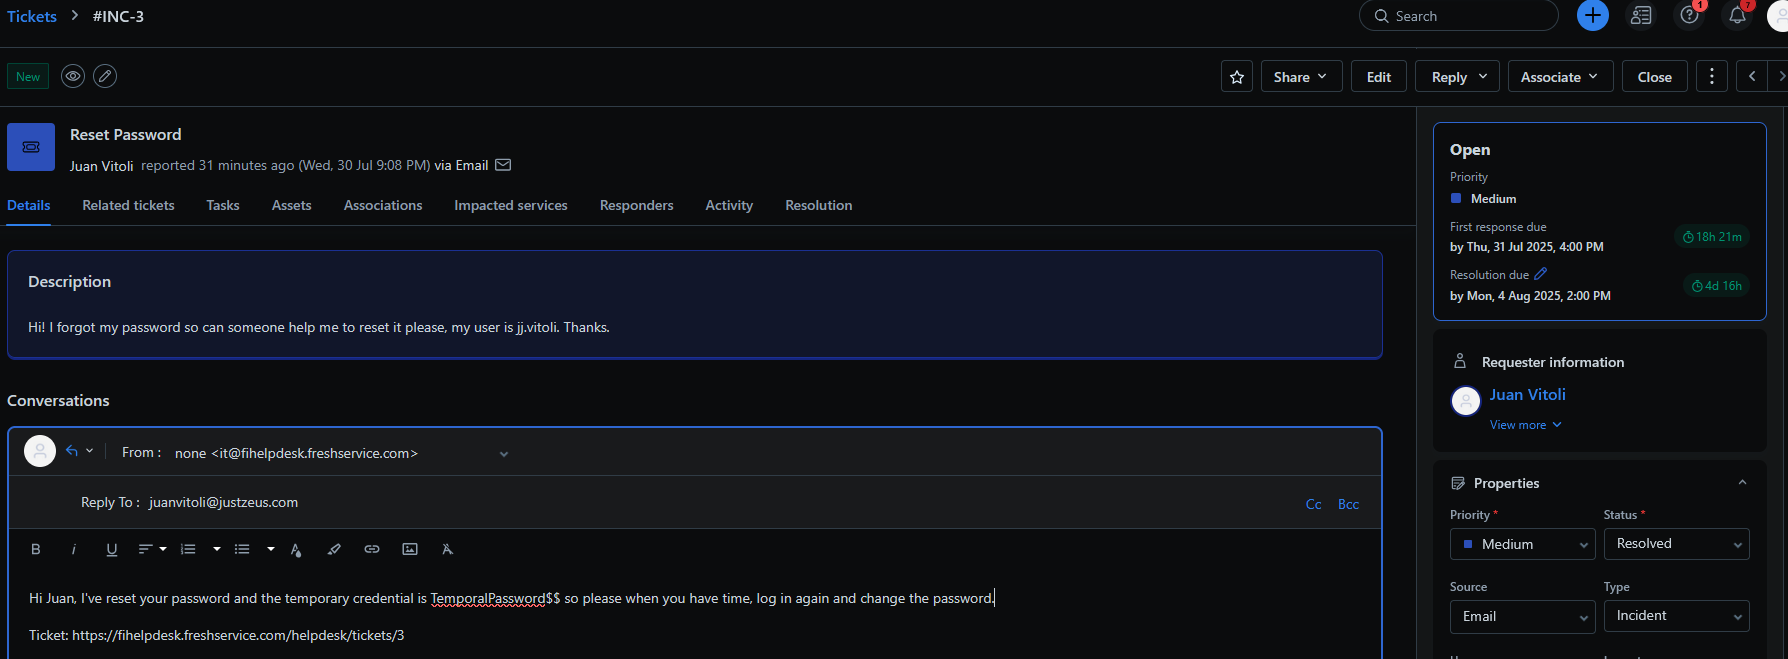 Tickets > #INC-3
Search
1
7
New
Share
Edit
Reply
Associate
Close
Reset Password
Juan Vitoli reported 31 minutes ago (Wed, 30 Jul 9:08 PM) via Email
Details
Related tickets
Tasks
Assets
Associations
Impacted services
Responders
Activity
Resolution
Description
Hi! I forgot my password so can someone help me to reset it please, my user is jj.vitoli. Thanks.
Conversations
From : none <it@fihelpdesk.freshservice.com>
Reply To : juanvitoli@justzeus.com
Cc Bcc
B i U
Hi Juan, I've reset your password and the temporary credential is TemporalPassword$$ so please when you have time, log in again and change the password.
Ticket: https://fihelpdesk.freshservice.com/helpdesk/tickets/3
Open
Priority
Medium
First response due
by Thu, 31 Jul 2025, 4:00 PM
18h 21m
Resolution due
by Mon, 4 Aug 2025, 2:00 PM
4d 16h
Requester information
Juan Vitoli
View more
Properties
Priority * Status *
Medium Resolved
Source Type
Email Incident